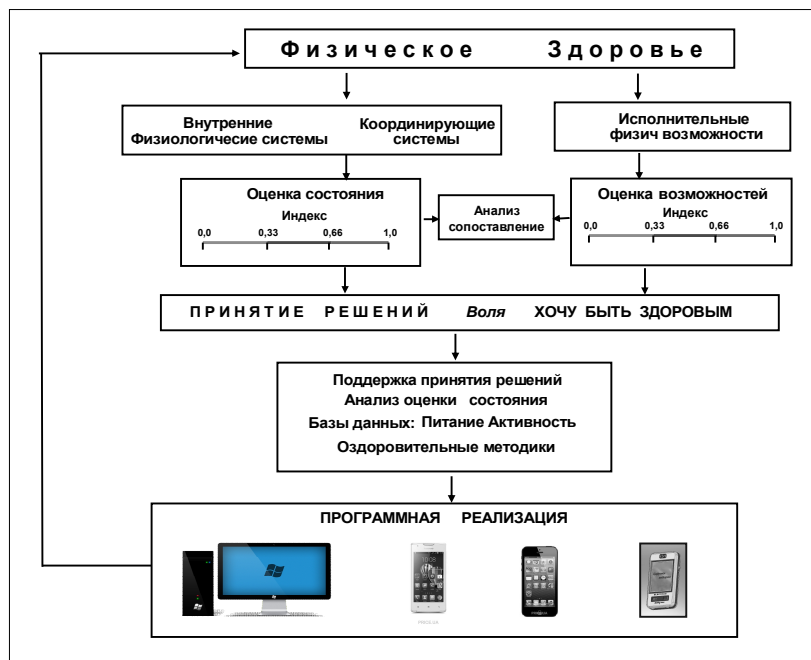 Физическое Здоровье
Внутренние
Физиологичесие системы
Координирующие
системы
Исполнительные
физич возможности
Оценка состояния
Индекс
0,0 0,33 0,66 1,0
Анализ
сопоставление
Оценка возможностей
Индекс
0,0 0,33 0,66 1,0
ПРИНЯТИЕ РЕШЕНИЙ Воля ХОЧУ БЫТЬ ЗДОРОВЫМ
Поддержка принятия решений
Анализ оценки состояния
Базы данных: Питание Активность
Оздоровительные методики
ПРОГРАММНАЯ РЕАЛИЗАЦИЯ